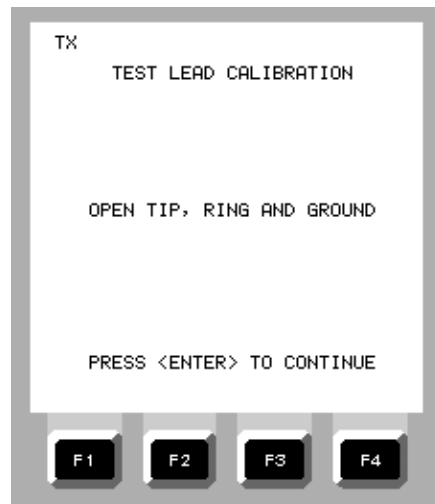 TX
TEST LEAD CALIBRATION
OPEN TIP, RING AND GROUND
PRESS <ENTER> TO CONTINUE
F1 F2 F3 F4